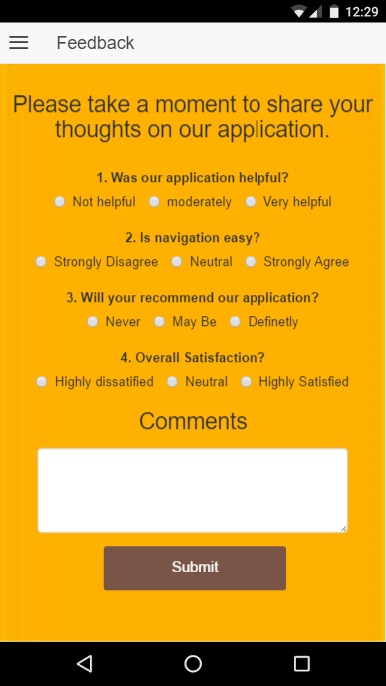 12:29
Feedback
Please take a moment to share your
thoughts on our application.
1. Was our application helpful?
Not helpful moderately Very helpful
2. Is navigation easy?
Strongly Disagree Neutral Strongly Agree
3. Will your recommend our application?
Never May Be Definetly
4. Overall Satisfaction?
Highly dissatified Neutral Highly Satisfied
Comments
Submit